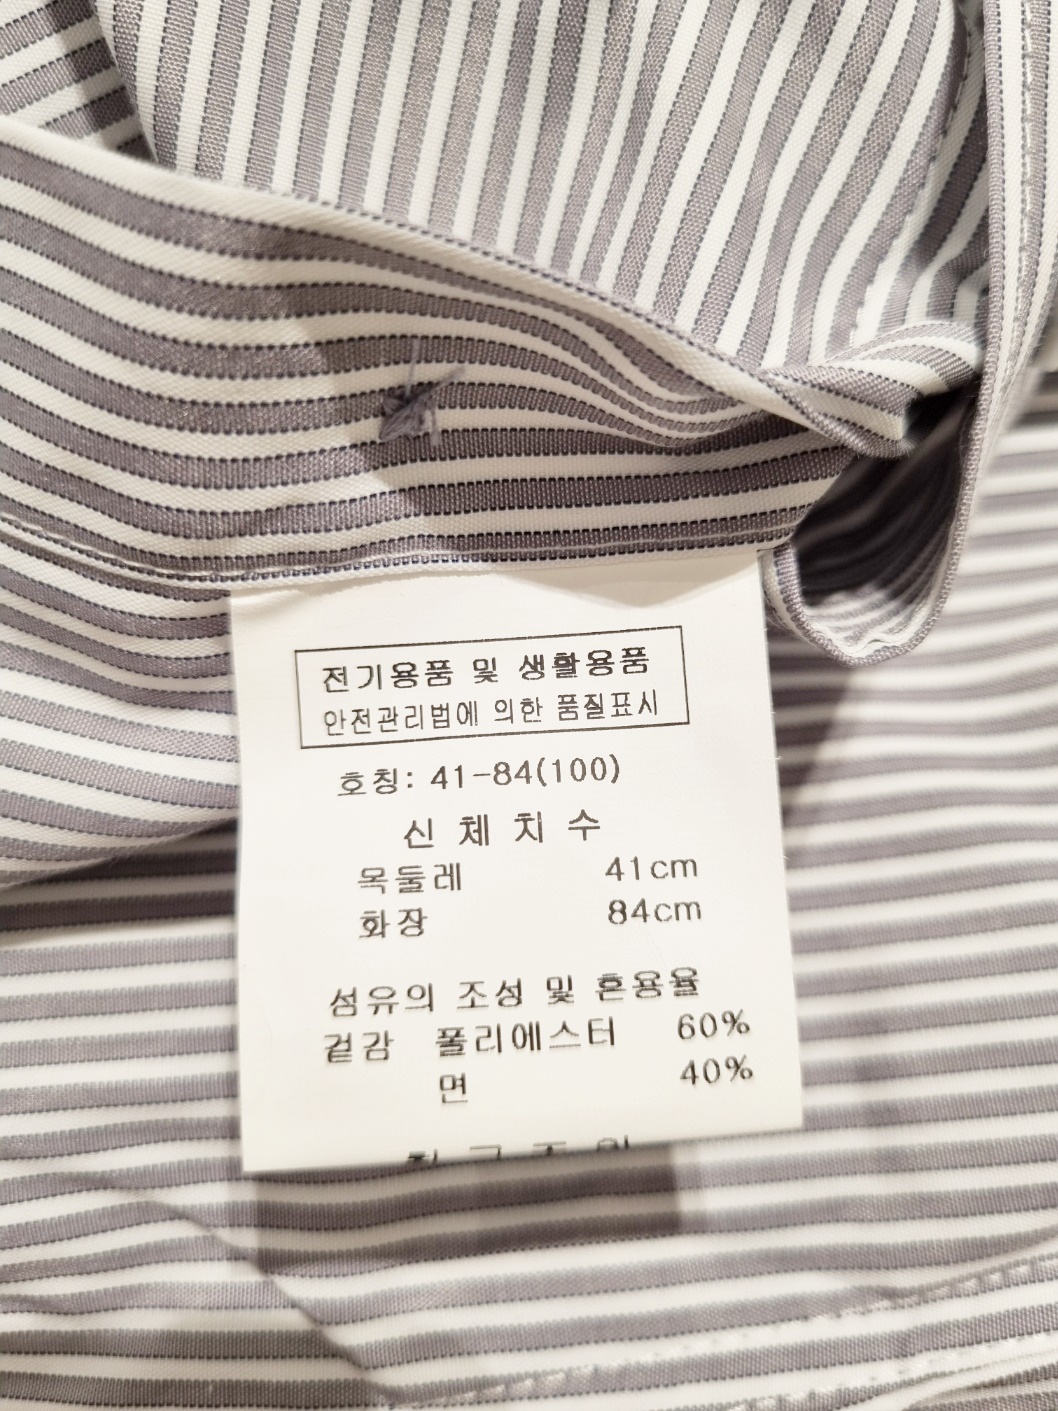 전기용품 및 생활용품
안전관리법에 의한 품질표시
호칭: 41-84(100)
신 체 치 수
목둘레 41cm
화장 84cm
섬유의 조성 및 혼용율
겉감 폴리에스터 60%
면 40%